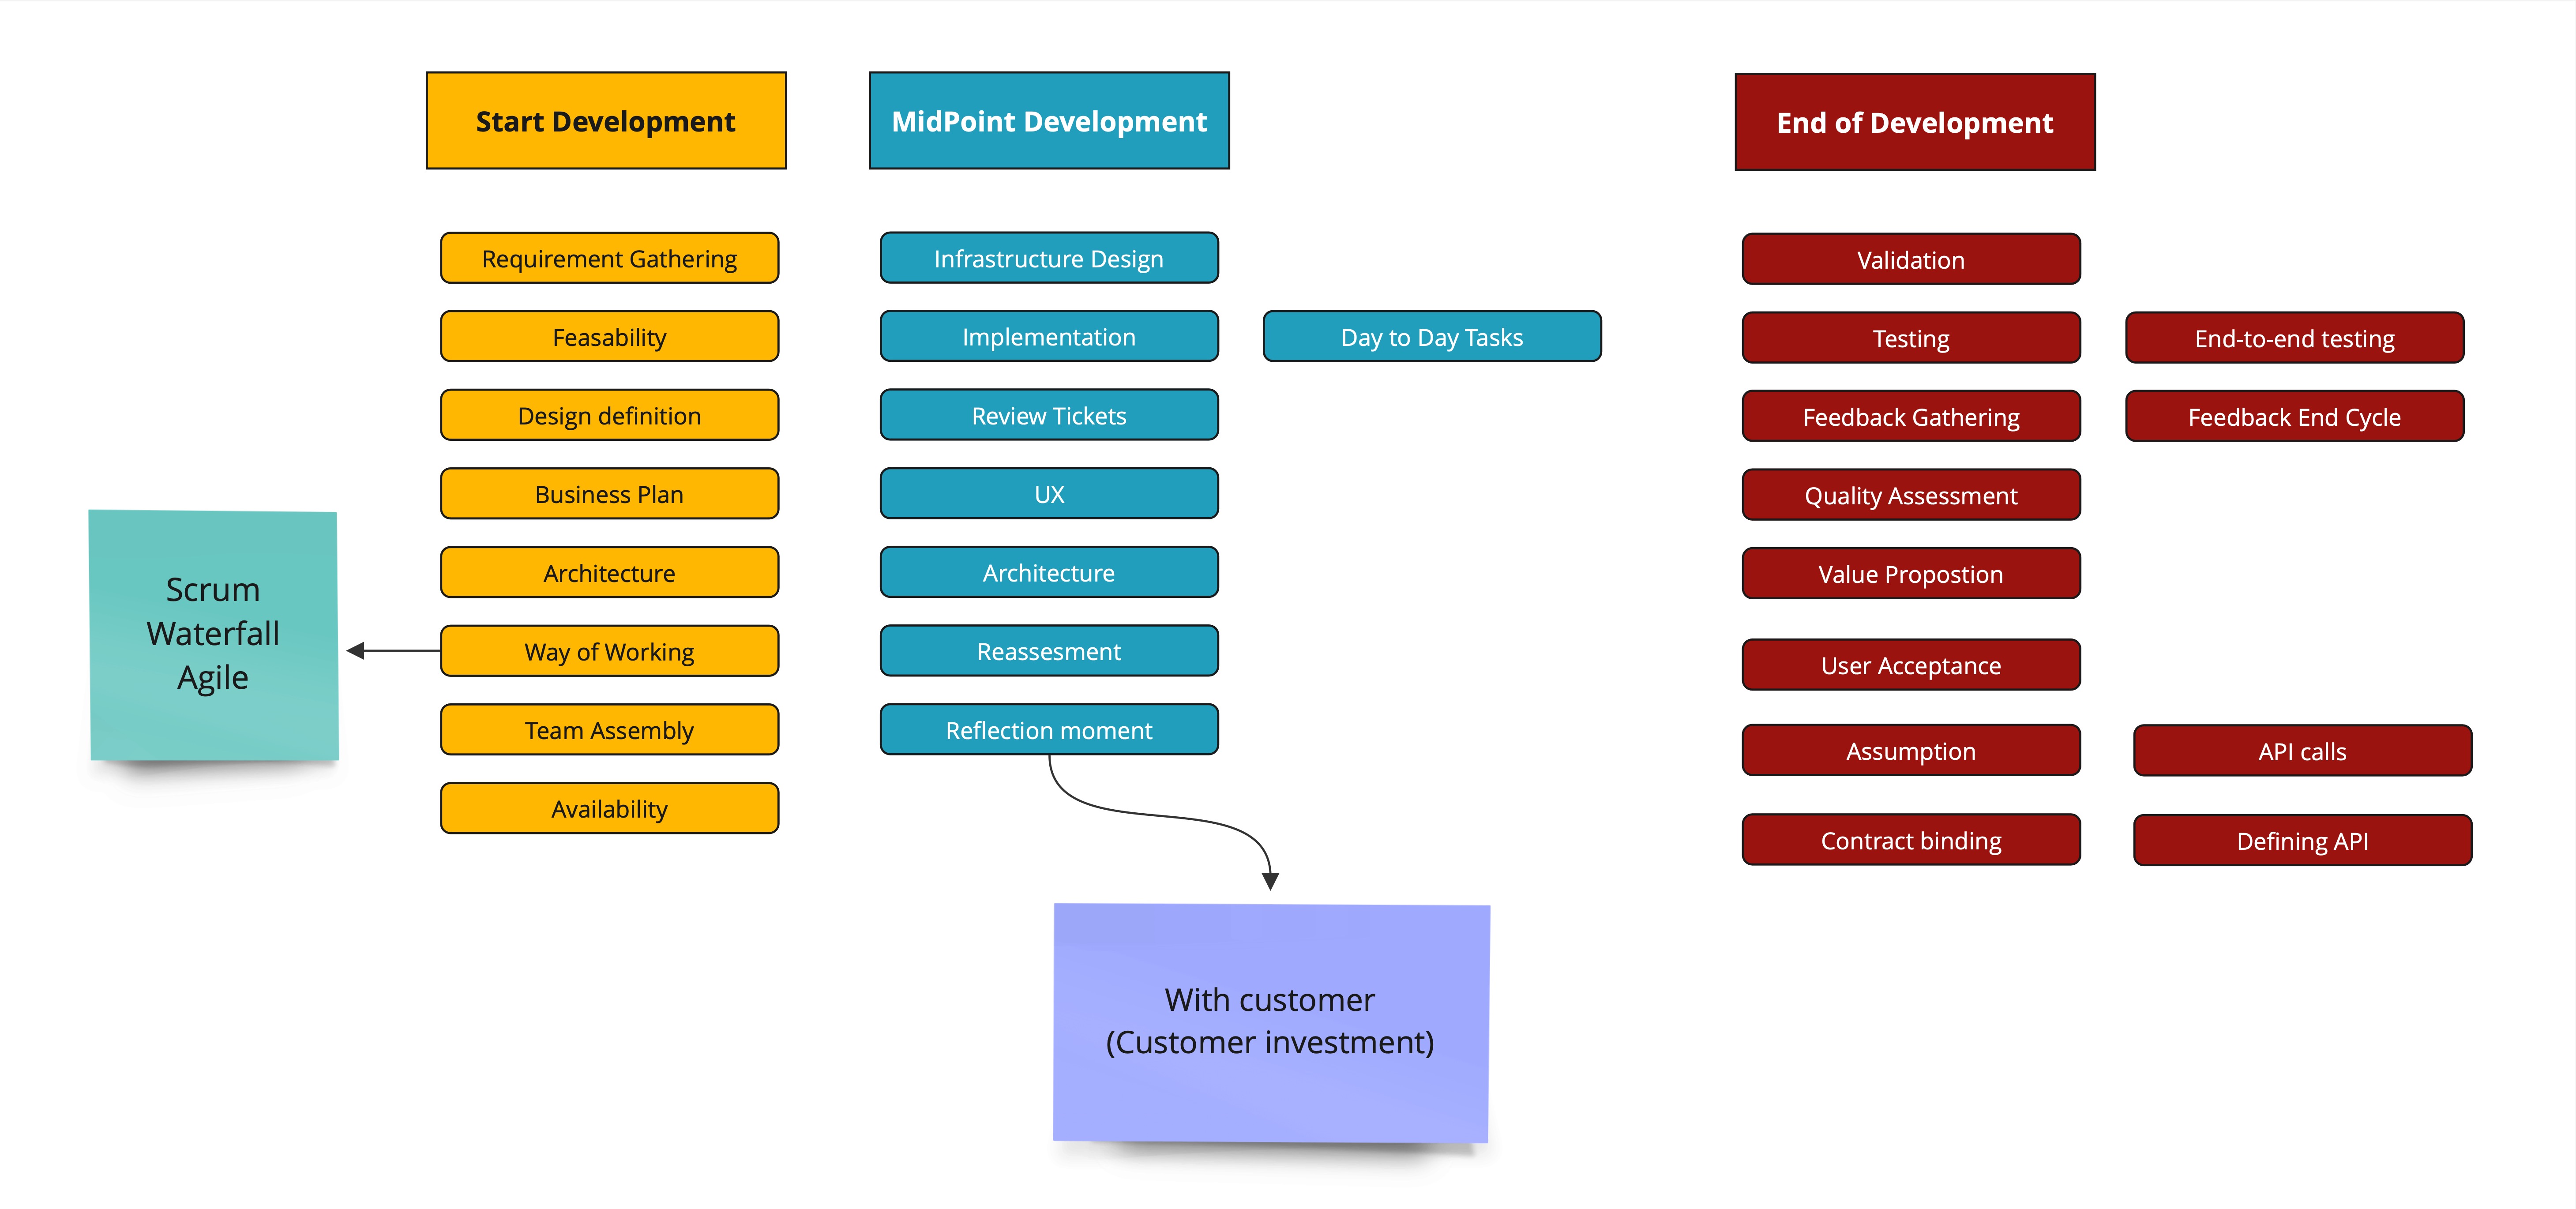 Start Development
MidPoint Development
End of Development
Requirement Gathering
Feasability
Design definition
Business Plan
Architecture
Way of Working
Team Assembly
Availability
Scrum
Waterfall
Agile
Infrastructure Design
Implementation
Day to Day Tasks
Review Tickets
UX
Architecture
Reassesment
Reflection moment
With customer
(Customer investment)
Validation
Testing
End-to-end testing
Feedback Gathering
Feedback End Cycle
Quality Assessment
Value Propostion
User Acceptance
Assumption
API calls
Contract binding
Defining API